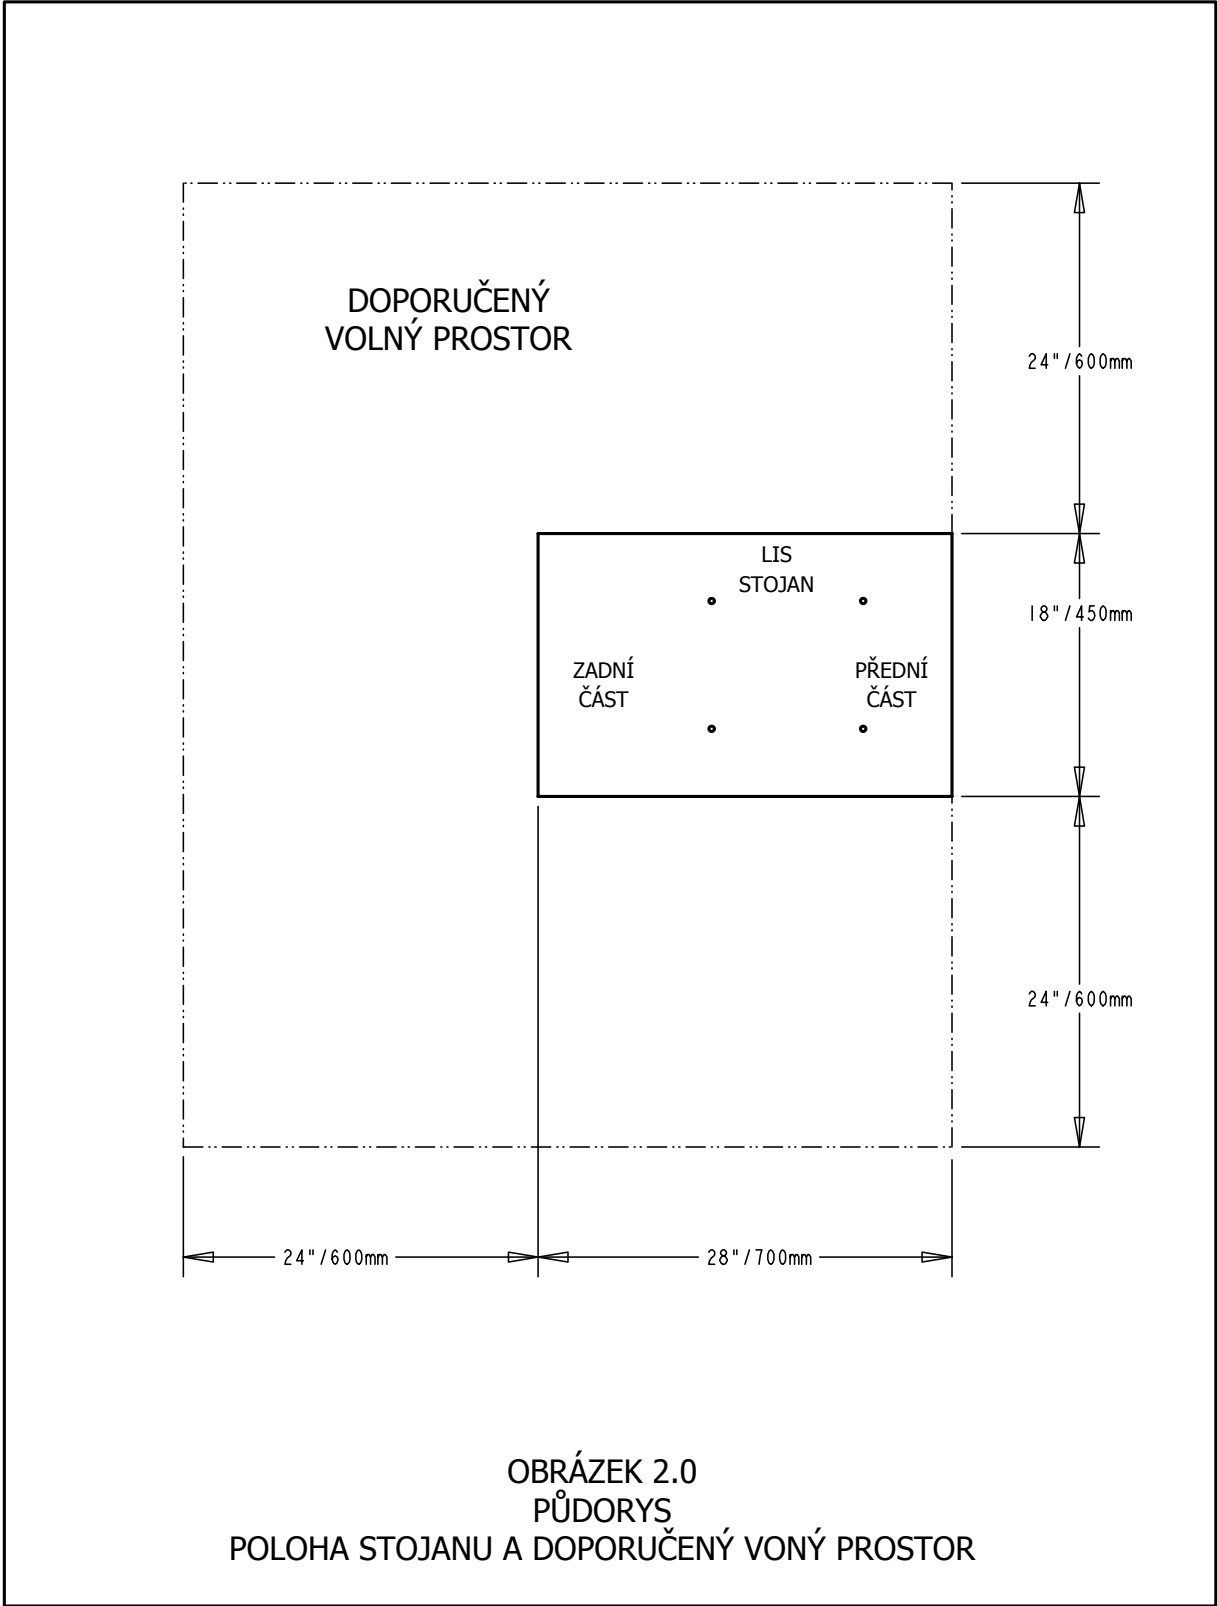 DOPORUČENÝ
VOLNÝ PROSTOR
24"/600mm
LIS
STOJAN
18"/450mm
ZADNÍ
ČÁST
PŘEDNÍ
ČÁST
24"/600mm
24"/600mm
28"/700mm
OBRÁZEK 2.0
PŮDORYS
POLOHA STOJANU A DOPORUČENÝ VONÝ PROSTOR